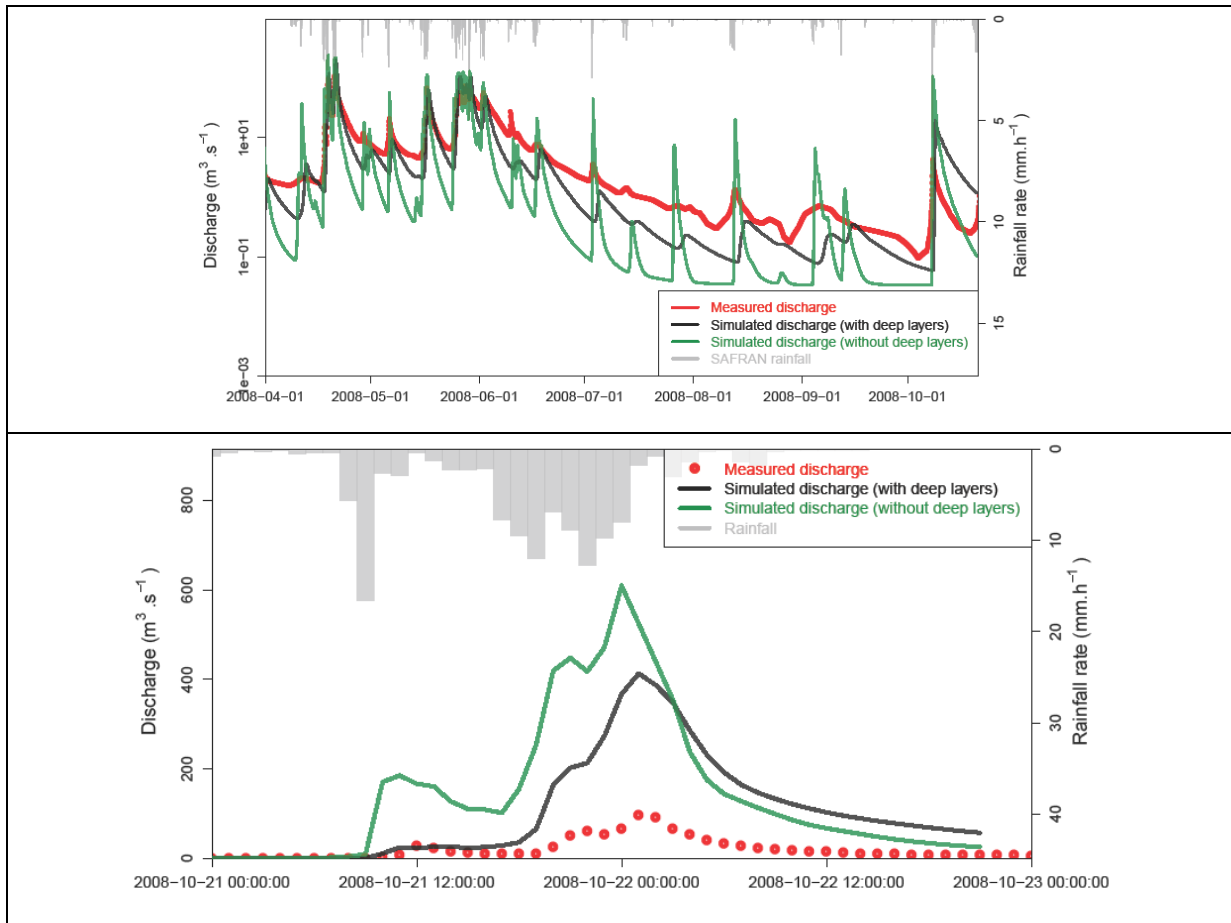 0
5
10
15
Rainfall rate (mm.h⁻¹)
1e+01
1e−01
1e−03
Discharge (m³ .s⁻¹)
Measured discharge
Simulated discharge (with deep layers)
Simulated discharge (without deep layers)
SAFRAN rainfall
2008−04−01 2008−05−01 2008−06−01 2008−07−01 2008−08−01 2008−09−01 2008−10−01
800
600
400
200
0
Discharge (m³ .s⁻¹)
Measured discharge
Simulated discharge (with deep layers)
Simulated discharge (without deep layers)
Rainfall
0
10
20
30
40
Rainfall rate (mm.h⁻¹)
2008−10−21 00:00:00 2008−10−21 12:00:00 2008−10−22 00:00:00 2008−10−22 12:00:00 2008−10−23 00:00:00